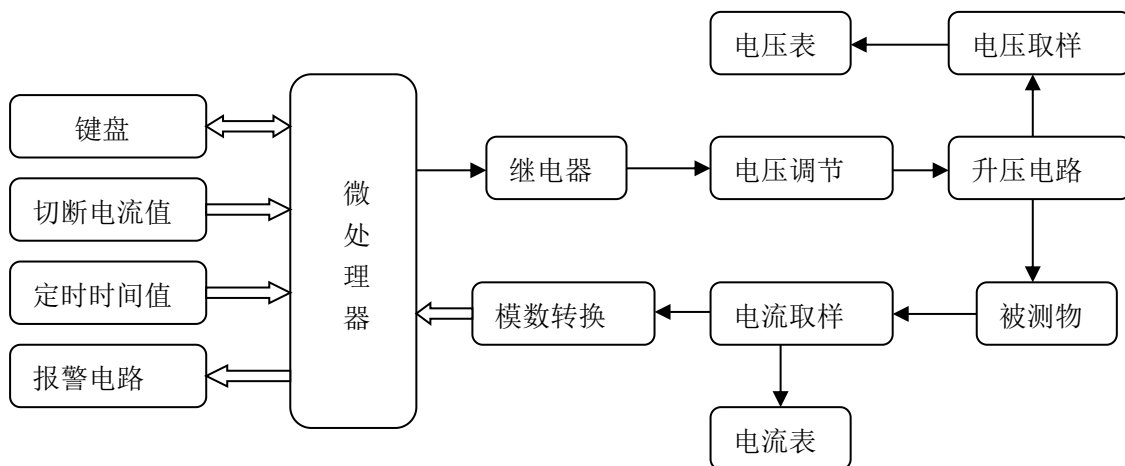 电压表
电压取样
键盘
微处理器
继电器
电压调节
升压电路
切断电流值
定时时间值
模数转换
电流取样
被测物
报警电路
电流表